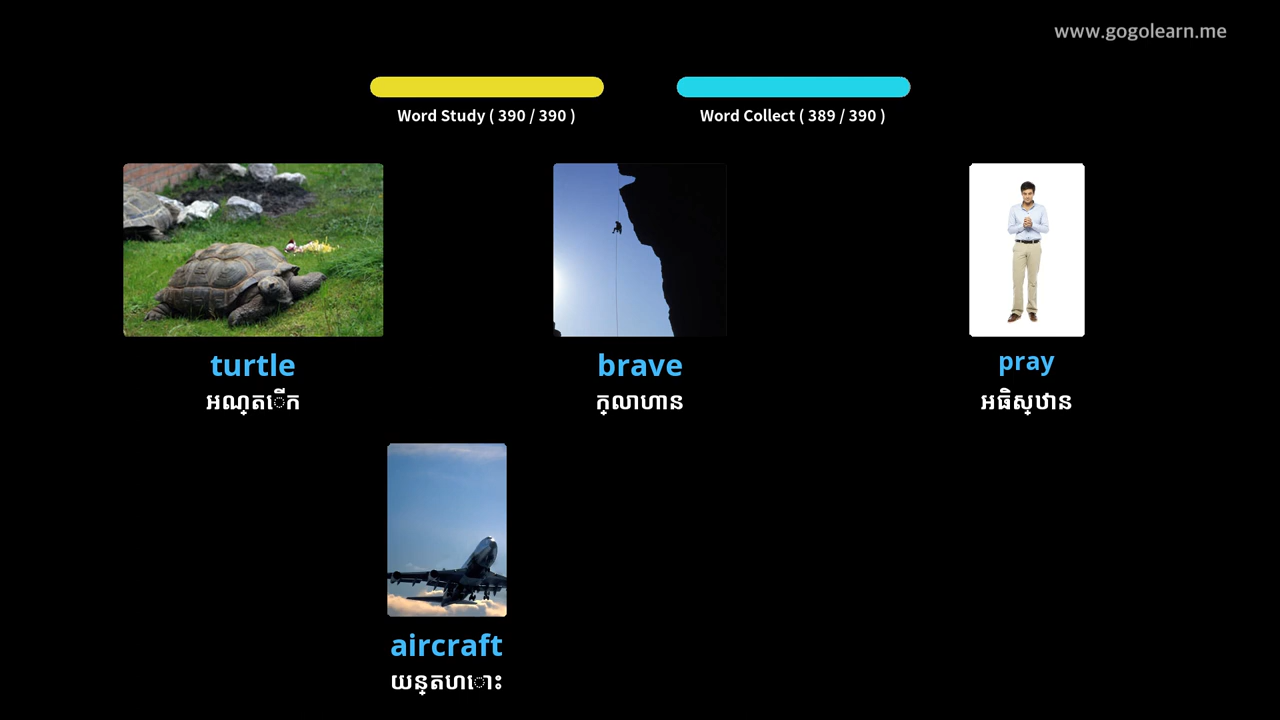 www.gogolearn.me
Word Study ( 390 / 390 )
Word Collect ( 389 / 390 )
turtle
brave
pray
អណ្តើក
ក្លាហាន
អធិស្ឋាន
aircraft
យន្តហោះ